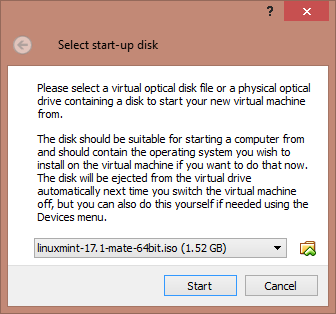 Select start-up disk
Please select a virtual optical disk file or a physical optical
drive containing a disk to start your new virtual machine
from.
The disk should be suitable for starting a computer from
and should contain the operating system you wish to
install on the virtual machine if you want to do that now.
The disk will be ejected from the virtual drive
automatically next time you switch the virtual machine
off, but you can also do this yourself if needed using the
Devices menu.
linuxmint-17.1-mate-64bit.iso (1.52 GB)
Start
Cancel